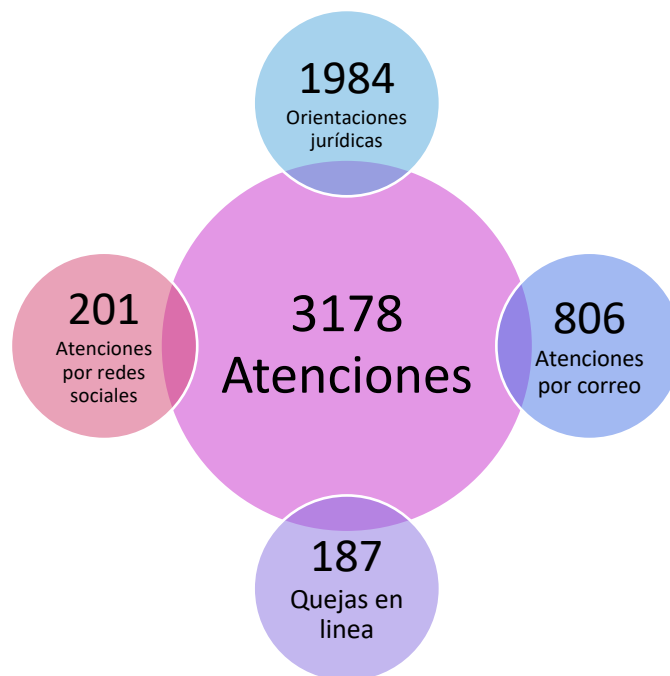 1984
Orientaciones
jurídicas
201
Atenciones
por redes
sociales
3178
Atenciones
806
Atenciones
por correo
187
Quejas en
linea